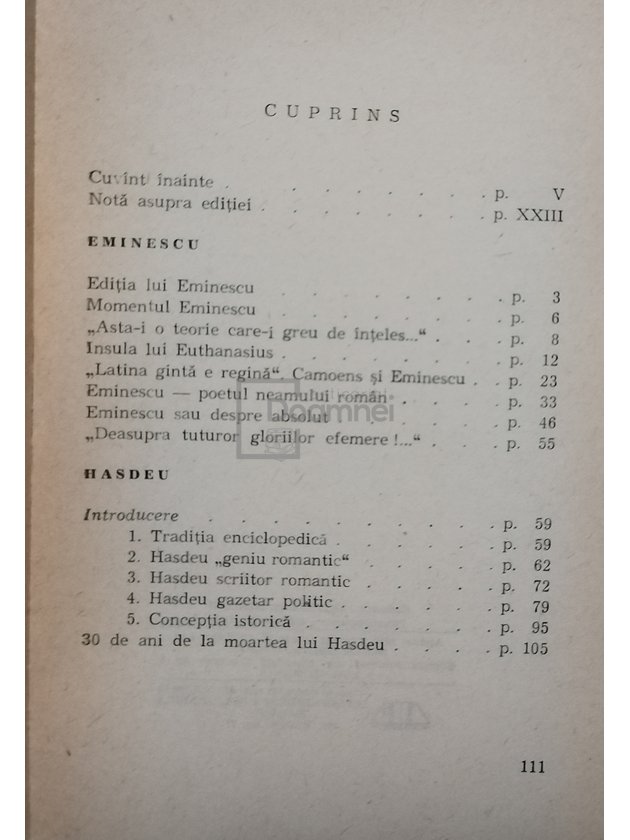 CUPRINS
Cuvînt înainte . . . . . . . . p. V
Notă asupra ediției . . . . . . . p. XXIII
EMINESCU
Ediția lui Eminescu . . . . . . . p. 3
Momentul Eminescu . . . . . . . p. 6
„Asta-i o teorie care-i greu de înțeles...“ . . . p. 8
Insula lui Euthanasius . . . . . . . p. 12
„Latina gintă e regină“. Camoens și Eminescu . . p. 23
Eminescu — poetul neamului român . . . . p. 33
Eminescu sau despre absolut . . . . . p. 46
„Deasupra tuturor gloriilor efemere!...“ . . . p. 55
HASDEU
Introducere . . . . . . . . . p. 59
1. Tradiția enciclopedică . . . . . . p. 59
2. Hasdeu „geniu romantic“ . . . . . p. 62
3. Hasdeu scriitor romantic . . . . . p. 72
4. Hasdeu gazetar politic . . . . . . p. 79
5. Concepția istorică . . . . . . . p. 95
30 de ani de la moartea lui Hasdeu . . . . p. 105
111
Doamnei